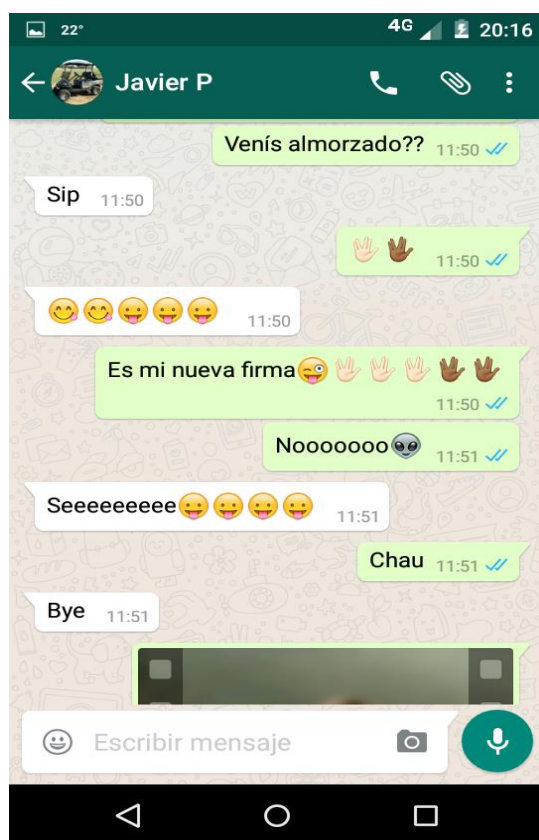 22° 4G 20:16
Javier P
Venís almorzado?? 11:50
Sip 11:50
🖖🏻🖖🏾 11:50
😋😋😛😛😛 11:50
Es mi nueva firma😜🖖🏻🖖🏻🖖🏻🖖🏾🖖🏾
11:50
Nooooooo👽 11:51
Seeeeeeeee😛😛😛😛 11:51
Chau 11:51
Bye 11:51
Escribir mensaje